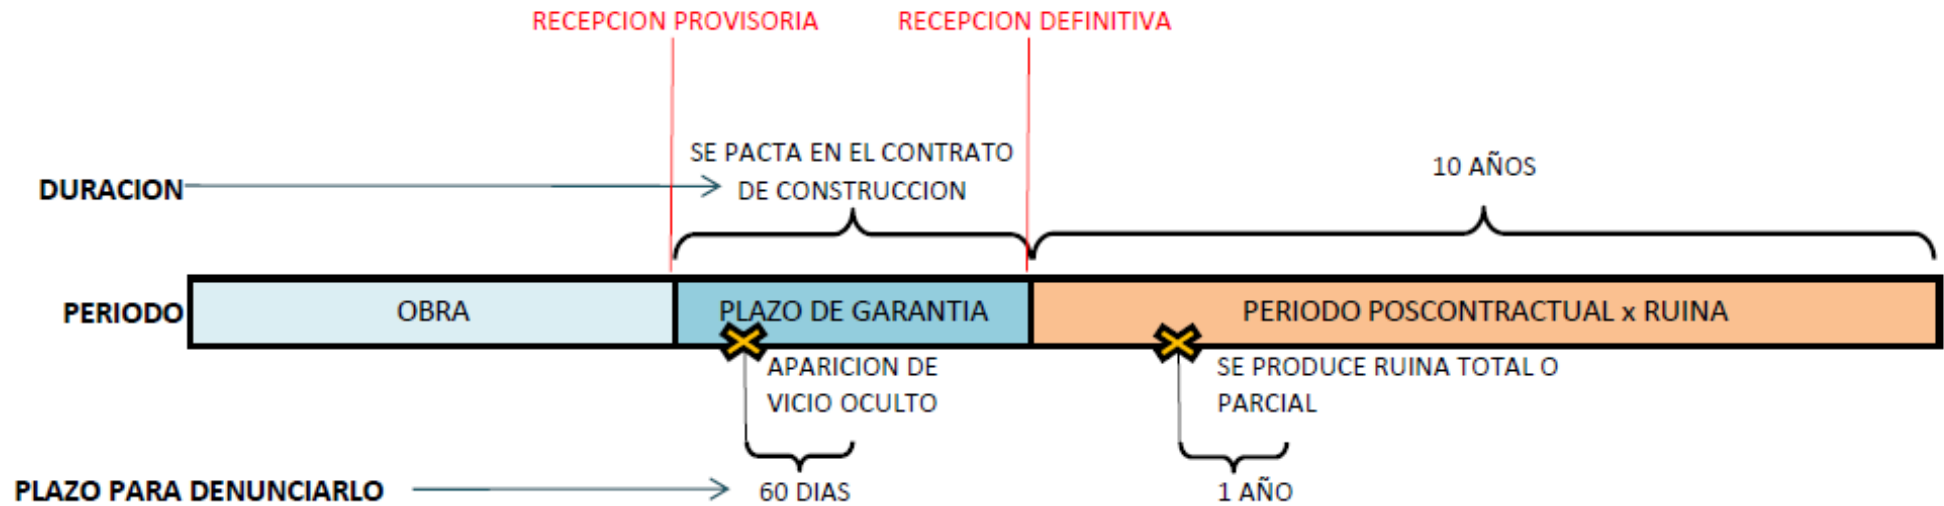 RECEPCION PROVISORIA
RECEPCION DEFINITIVA
SE PACTA EN EL CONTRATO
DE CONSTRUCCION
10 AÑOS
DURACION
PERIODO
OBRA
PLAZO DE GARANTIA
PERIODO POSCONTRACTUAL x RUINA
APARICION DE
VICIO OCULTO
SE PRODUCE RUINA TOTAL O
PARCIAL
PLAZO PARA DENUNCIARLO
60 DIAS
1 AÑO